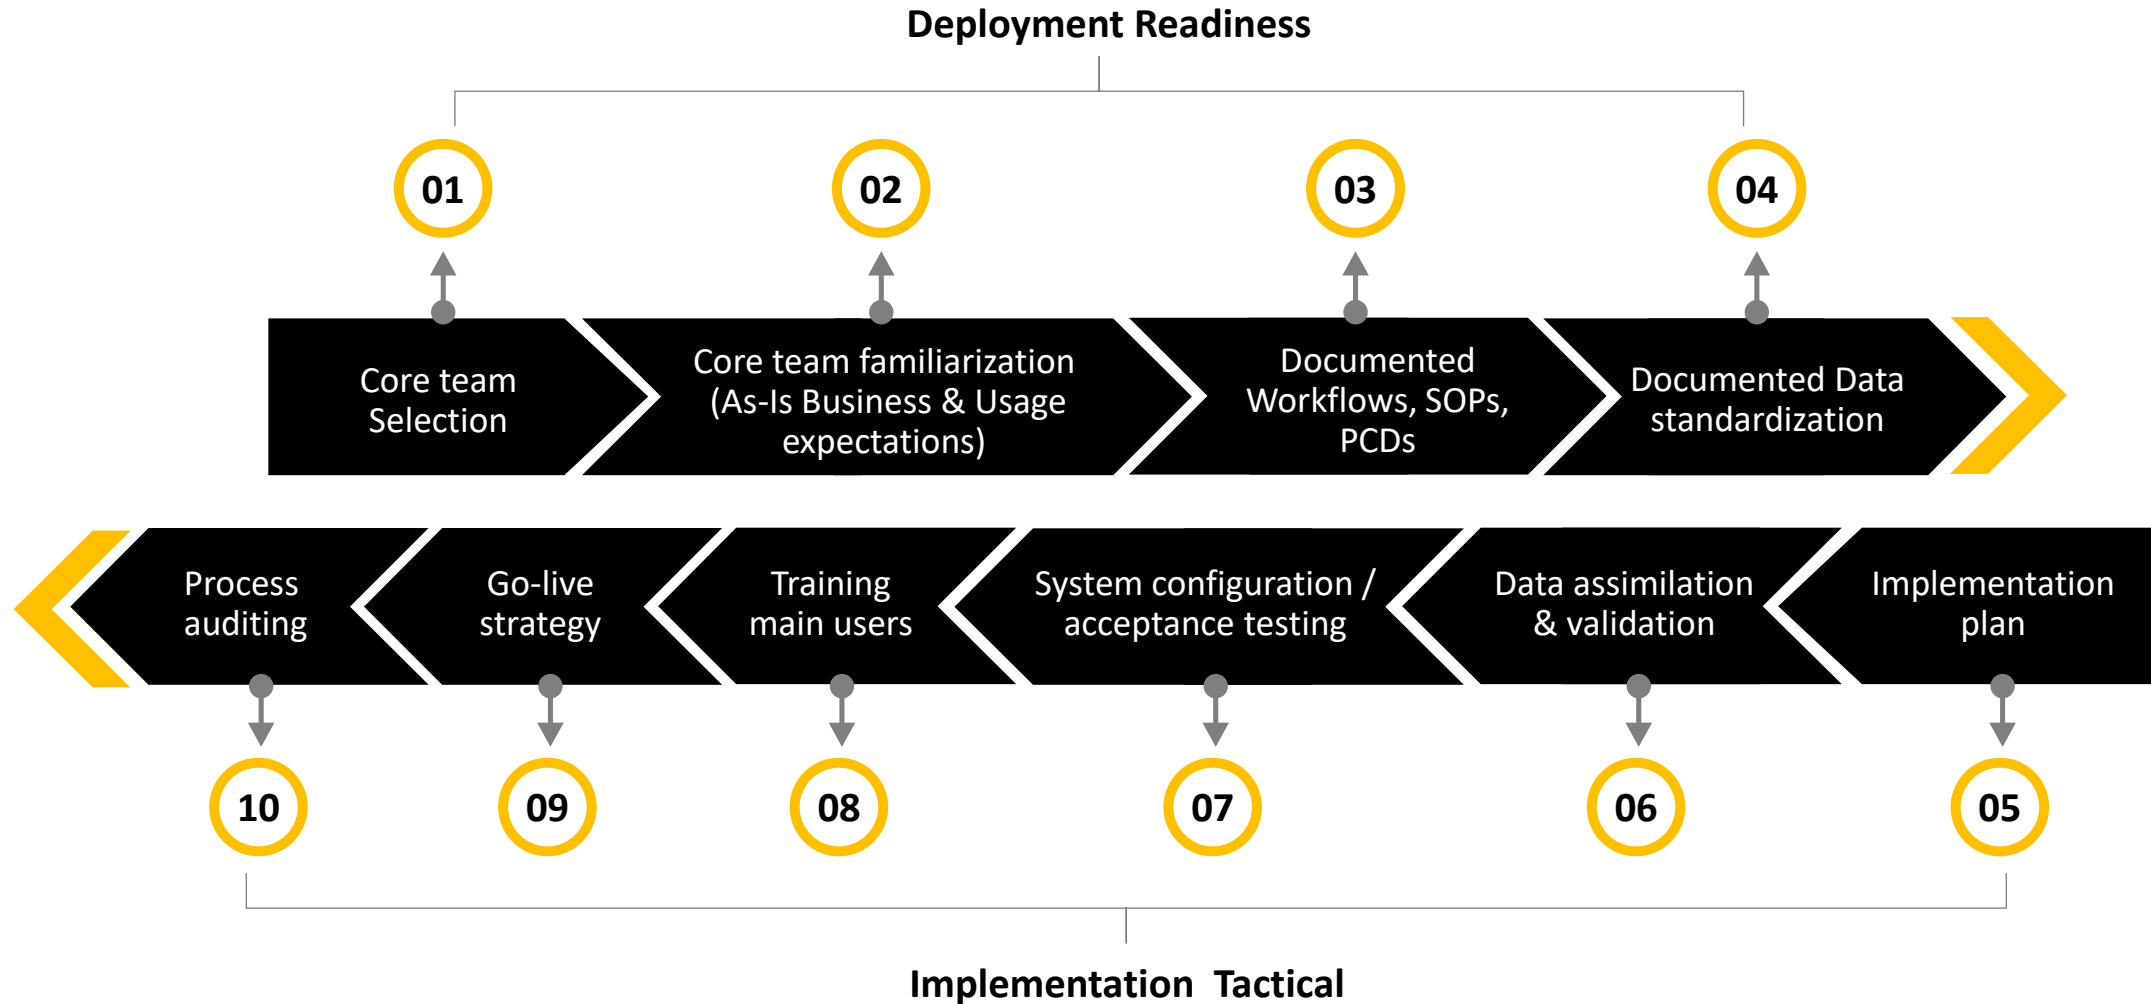 Deployment Readiness
01
02
03
04
Core team
Selection
Core team familiarization
(As-Is Business & Usage
expectations)
Documented
Workflows, SOPs,
PCDs
Documented Data
standardization
Process
auditing
Go-live
strategy
Training
main users
System configuration /
acceptance testing
Data assimilation
& validation
Implementation
plan
10
09
08
07
06
05
Implementation  Tactical